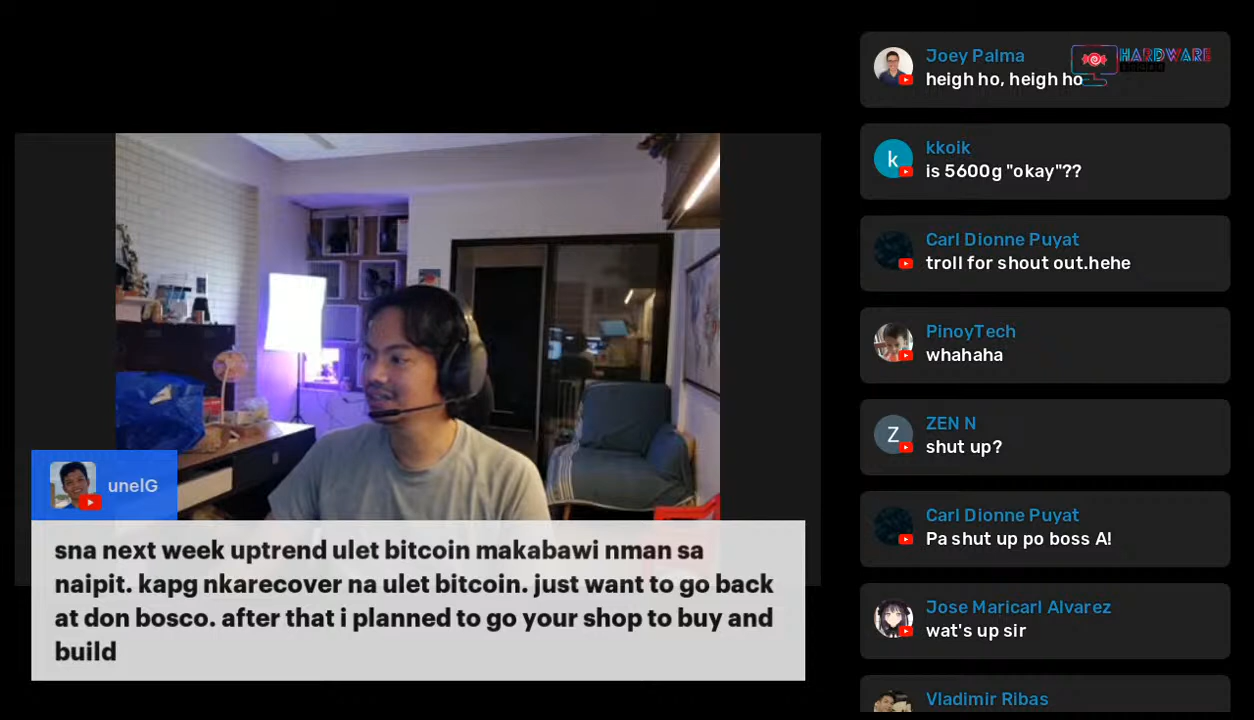 Joey Palma
heigh ho, heigh ho
HARDWARE
kkoik
is 5600g "okay"??
Carl Dionne Puyat
troll for shout out.hehe
PinoyTech
whahaha
Z
ZEN N
shut up?
Carl Dionne Puyat
Pa shut up po boss A!
Jose Maricarl Alvarez
wat's up sir
Vladimir Ribas
k
unelG
sna next week uptrend ulet bitcoin makabawi nman sa
naipit. kapg nkarecover na ulet bitcoin. just want to go back
at don bosco. after that i planned to go your shop to buy and
build